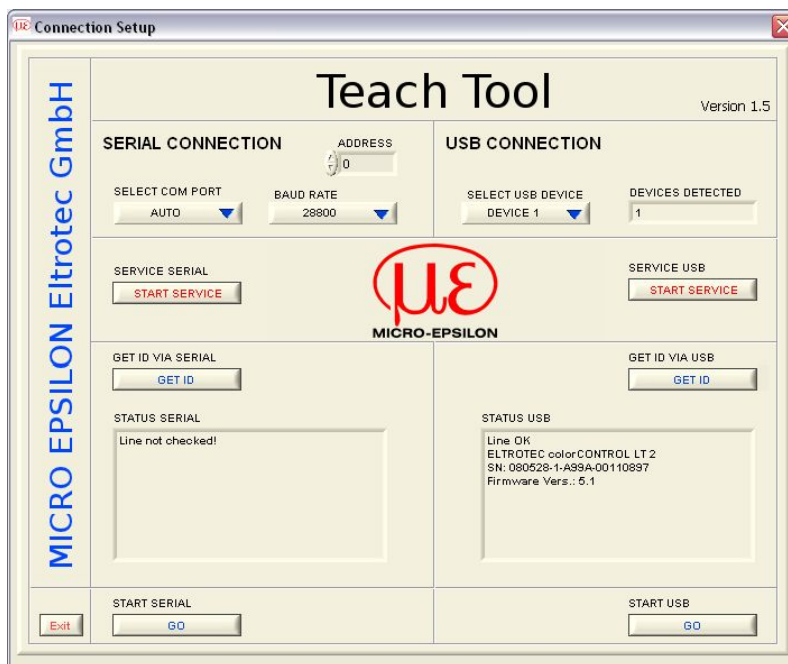 με Connection Setup
MICRO EPSILON Eltrotec GmbH
Teach Tool
Version 1.5
SERIAL CONNECTION
ADDRESS
0
SELECT COM PORT
AUTO
BAUD RATE
28800
USB CONNECTION
SELECT USB DEVICE
DEVICE 1
DEVICES DETECTED
1
SERVICE SERIAL
START SERVICE
με
MICRO-EPSILON
SERVICE USB
START SERVICE
GET ID VIA SERIAL
GET ID
GET ID VIA USB
GET ID
STATUS SERIAL
Line not checked!
STATUS USB
Line OK
ELTROTEC colorCONTROL LT 2
SN: 080528-1-A99A-00110897
Firmware Vers.: 5.1
Exit
START SERIAL
GO
START USB
GO